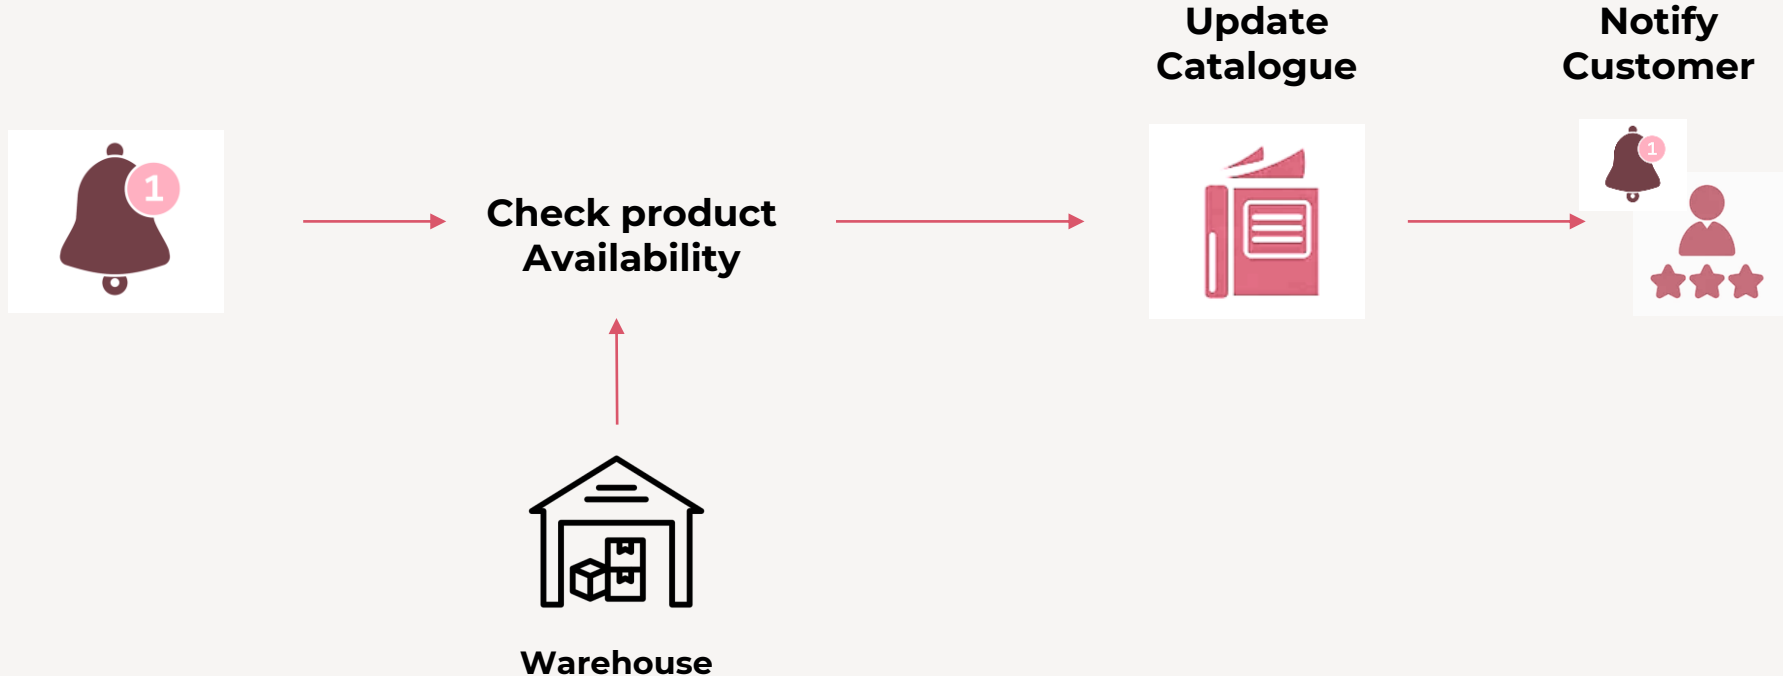 Update
Catalogue
Notify
Customer
1
1
Check product
Availability
Warehouse